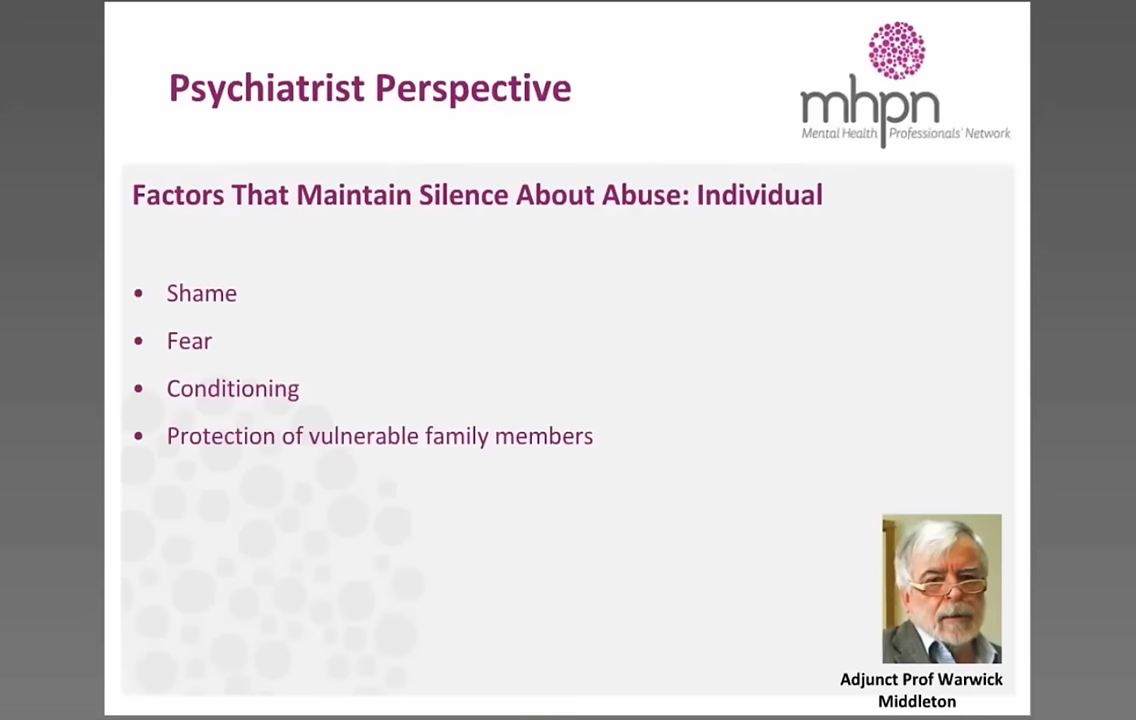 Psychiatrist Perspective
mhpn
Mental Health Professionals' Network
Factors That Maintain Silence About Abuse: Individual
• Shame
• Fear
• Conditioning
• Protection of vulnerable family members
Adjunct Prof Warwick
Middleton